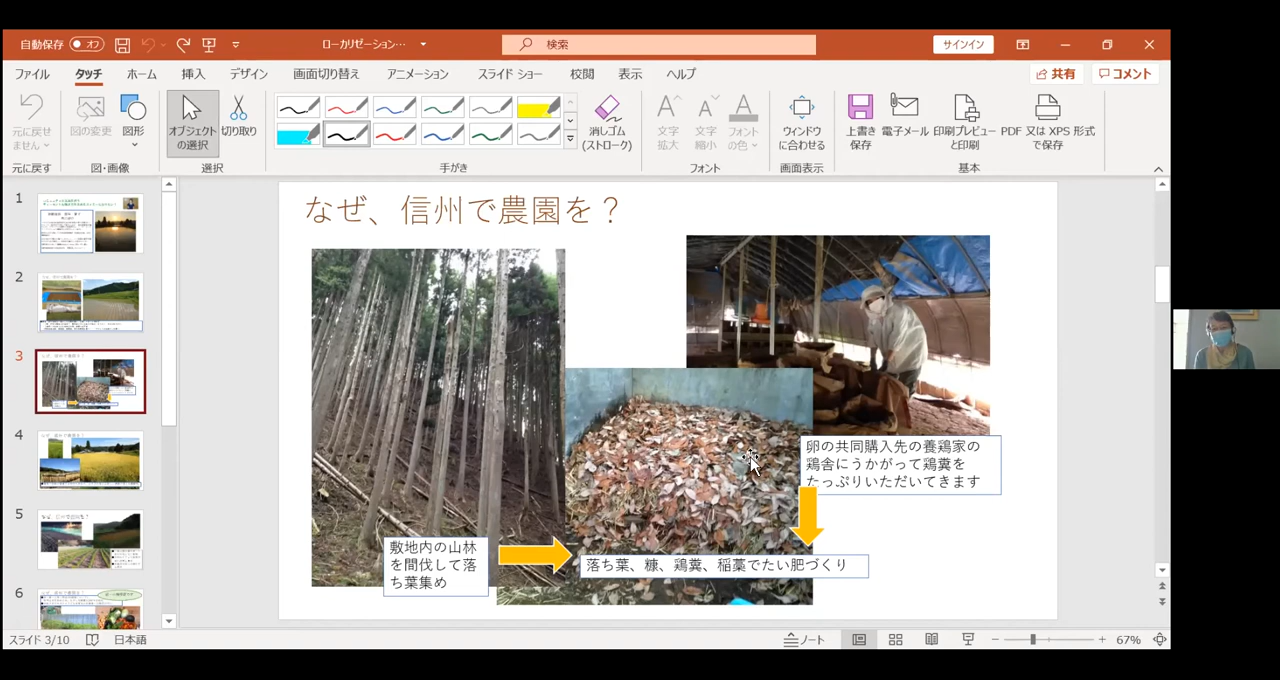 自動保存
オフ
ローカリゼーション…
検索
サインイン
ファイル
タッチ
ホーム
挿入
デザイン
画面切り替え
アニメーション
スライド ショー
校閲
表示
ヘルプ
共有
コメント
元に戻せ
ません
図の変更
図形
オブジェクト
の選択
切り取り
消しゴム
(ストローク)
文字
拡大
文字
縮小
フォント
の色
ウィンドウ
に合わせる
上書き
保存
電子メール
印刷プレビュー
と印刷
PDF 又は XPS 形式
で保存
元に戻す
図・画像
選択
手がき
フォント
画面表示
基本
1
2
3
4
5
6
なぜ、信州で農園を？
卵の共同購入先の養鶏家の
鶏舎にうかがって鶏糞を
たっぷりいただいてきます
敷地内の山林
を間伐して落
ち葉集め
落ち葉、糠、鶏糞、稲藁でたい肥づくり
スライド 3/10
日本語
ノート
67%